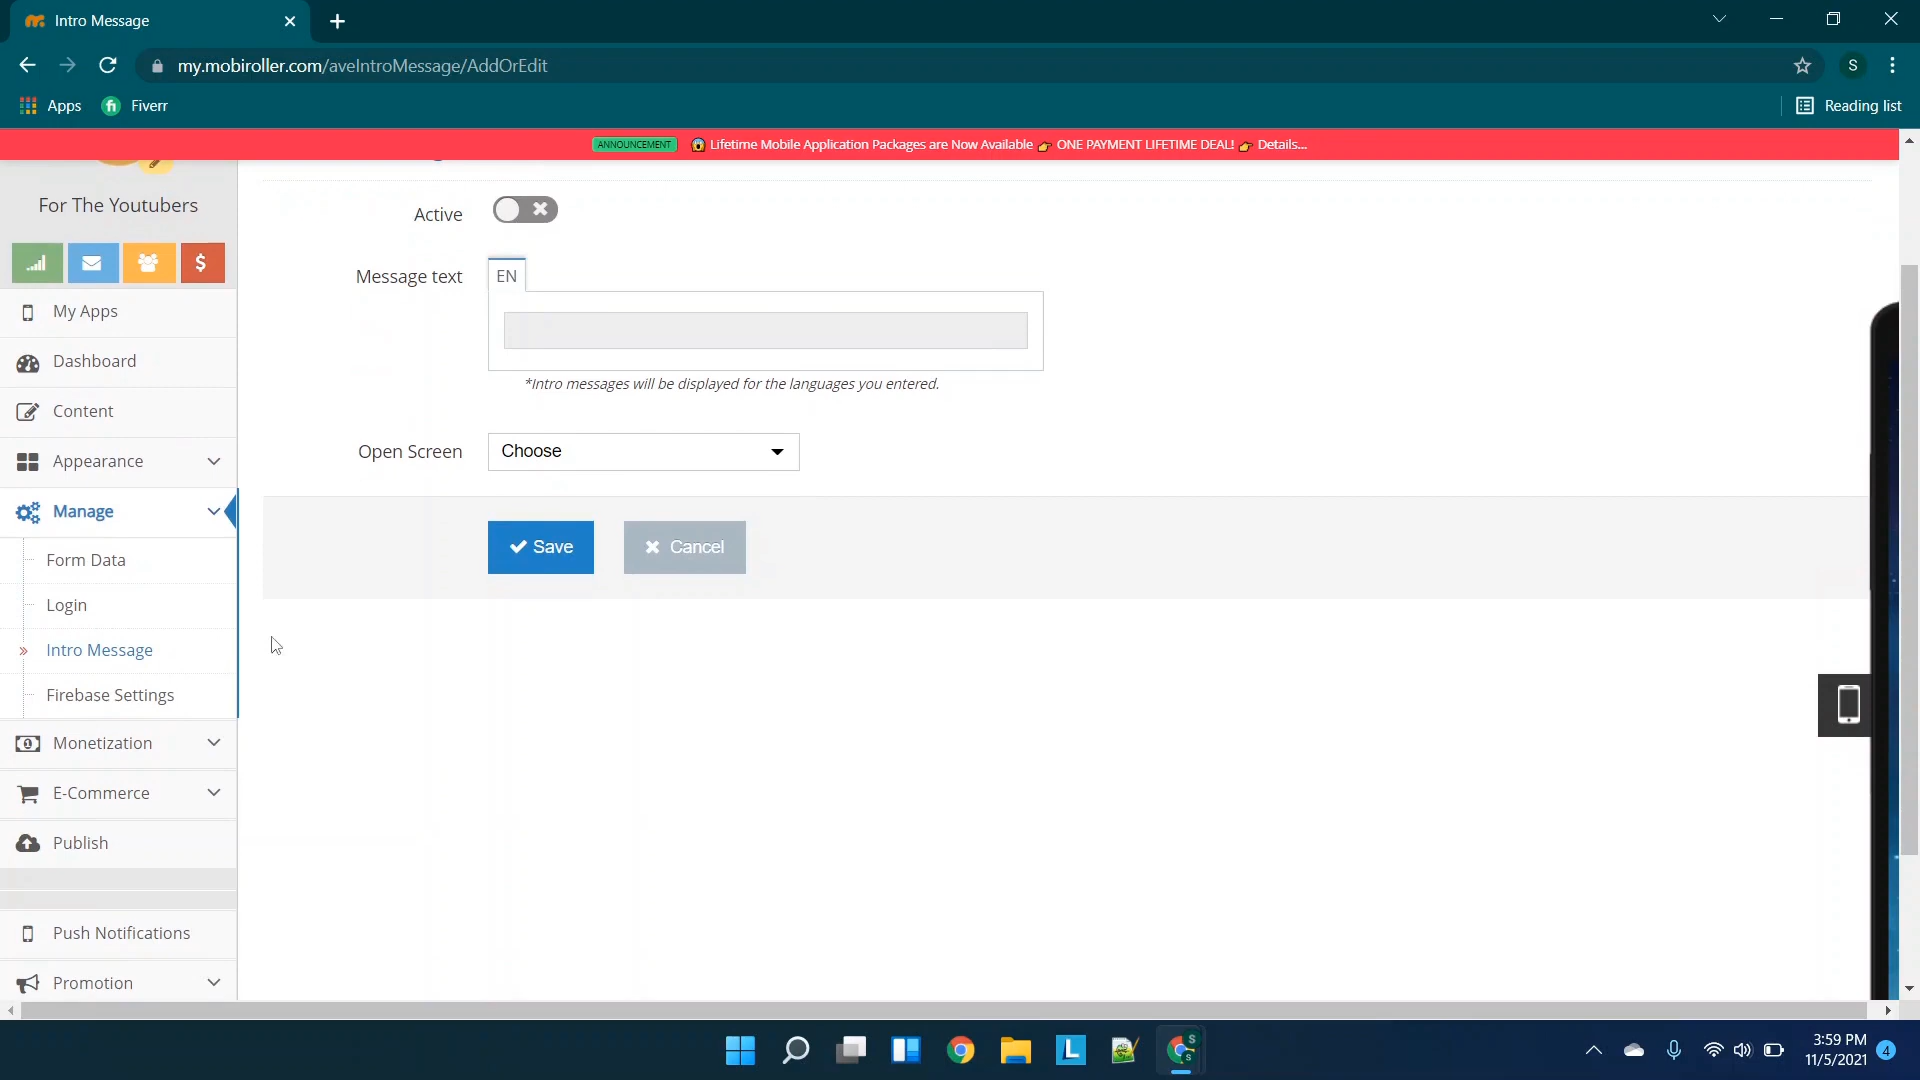 Intro Message
my.mobiroller.com/aveIntroMessage/AddOrEdit
S
Apps
Fiverr
Reading list
ANNOUNCEMENT 😱 Lifetime Mobile Application Packages are Now Available 👉 ONE PAYMENT LIFETIME DEAL! 👉 Details...
For The Youtubers
My Apps
Dashboard
Content
Appearance
Manage
Form Data
Login
Intro Message
Firebase Settings
Monetization
E-Commerce
Publish
Push Notifications
Promotion
Active
Message text
EN
*Intro messages will be displayed for the languages you entered.
Open Screen
Choose
Save
Cancel
3:59 PM
11/5/2021
4